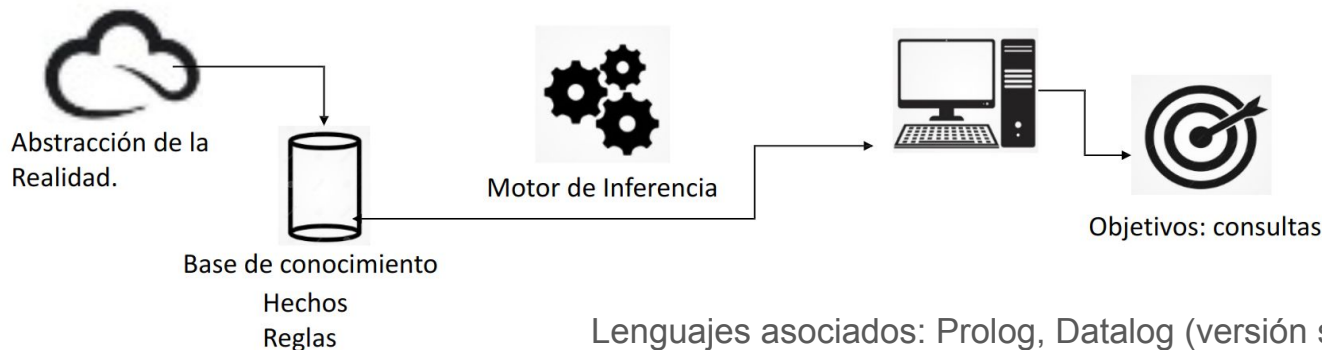 Abstracción de la
Realidad.
Motor de Inferencia
Objetivos: consultas
Base de conocimiento
Hechos
Reglas
Lenguajes asociados: Prolog, Datalog (versión